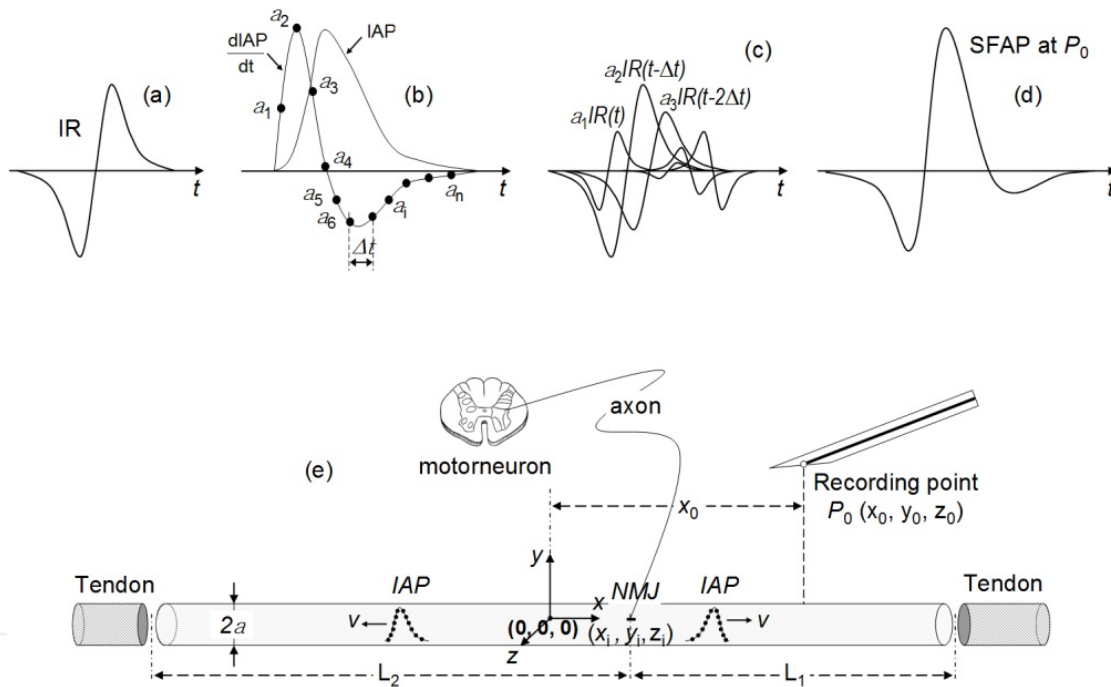 (a)
IR
t
dIAP
dt
IAP
(b)
a1
a2
a3
a4
a5
a6
ai
an
Δt
t
(c)
a2IR(t-Δt)
a1IR(t)
a3IR(t-2Δt)
t
SFAP at P0
(d)
t
(e)
motorneuron
axon
Recording point
P0 (x0, y0, z0)
x0
Tendon
IAP
y
x
NMJ
IAP
Tendon
2a
v
(0, 0, 0)
(xi, yi, zi)
v
z
L2
L1